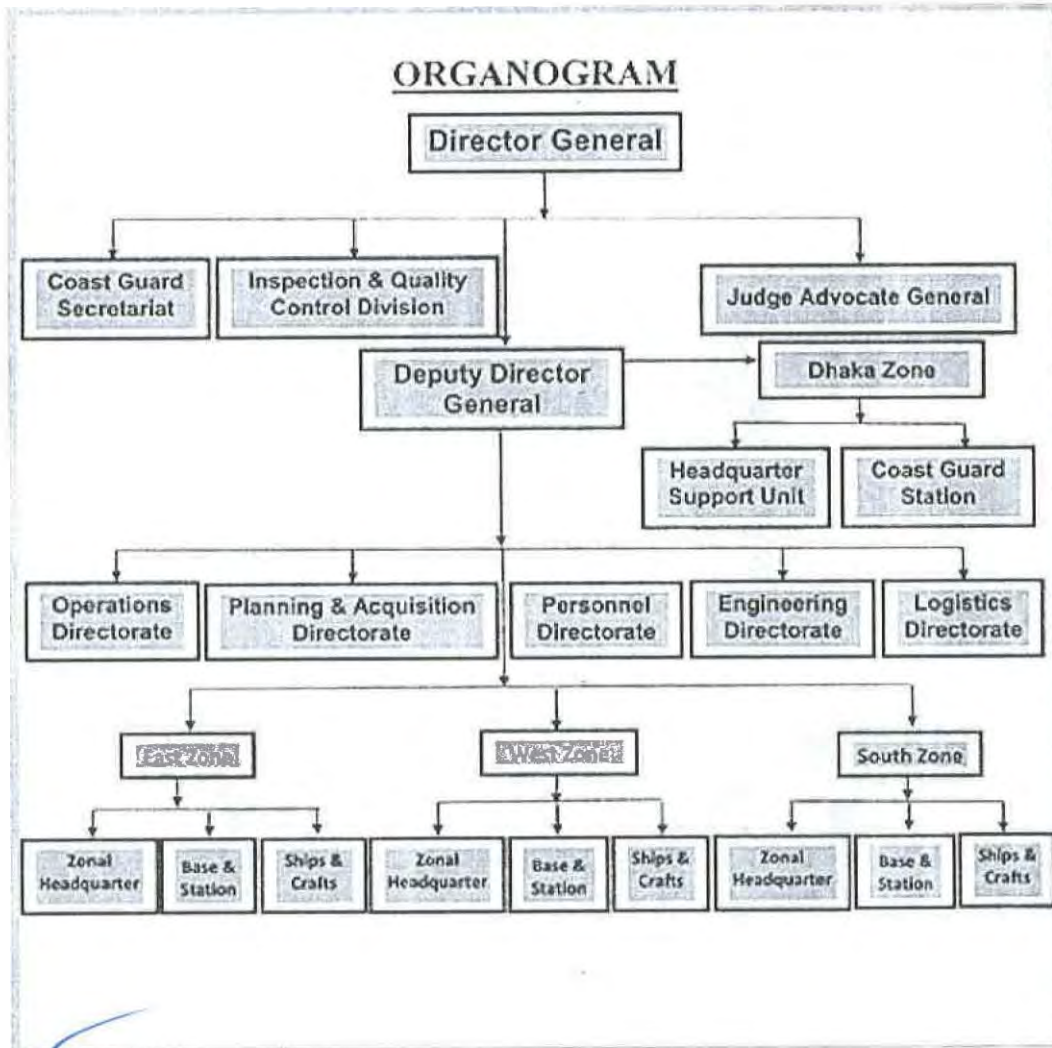 ORGANOGRAM
Director General
Coast Guard
Secretariat
Inspection & Quality
Control Division
Judge Advocate General
Deputy Director
General
Dhaka Zone
Headquarter
Support Unit
Coast Guard
Station
Operations
Directorate
Planning & Acquisition
Directorate
Personnel
Directorate
Engineering
Directorate
Logistics
Directorate
East Zone
West Zone
South Zone
Zonal
Headquarter
Base &
Station
Ships &
Crafts
Zonal
Headquarter
Base &
Station
Ships &
Crafts
Zonal
Headquarter
Base &
Station
Ships &
Crafts